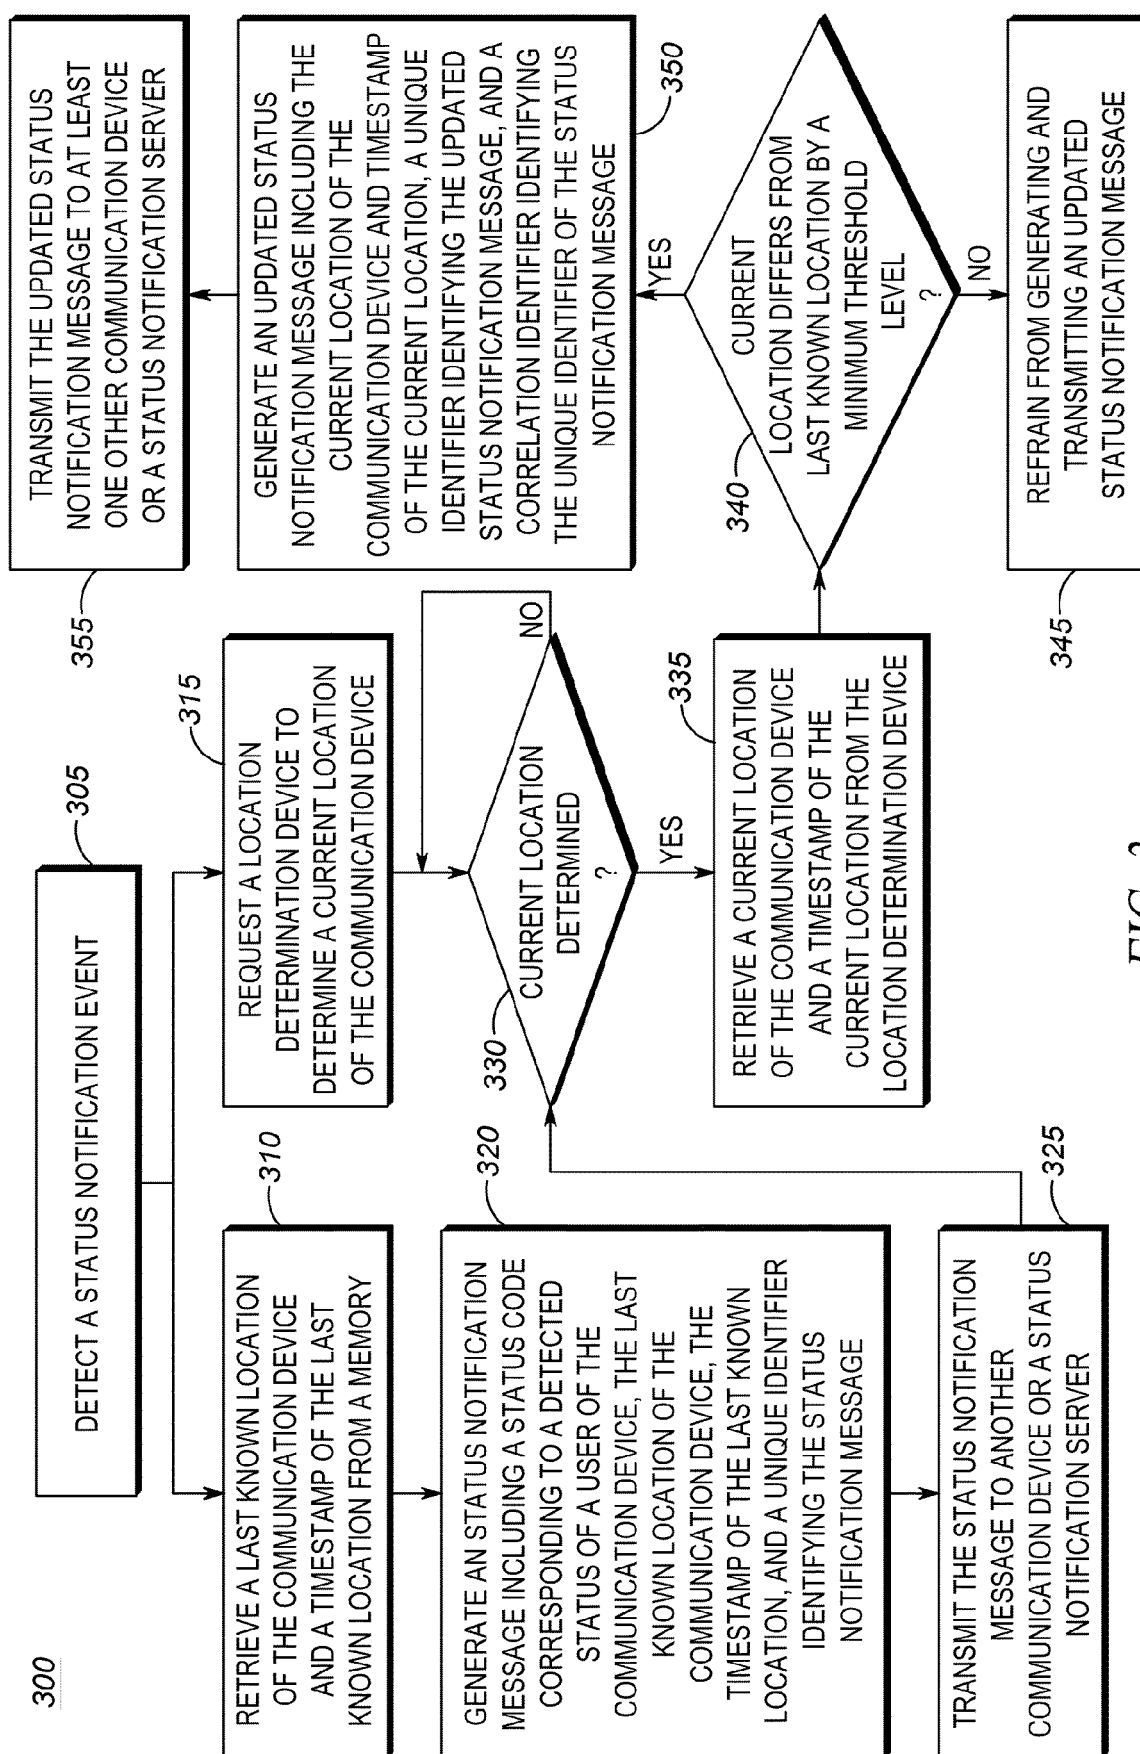 300
DETECT A STATUS NOTIFICATION EVENT
305
RETRIEVE A LAST KNOWN LOCATION
OF THE COMMUNICATION DEVICE
AND A TIMESTAMP OF THE LAST
KNOWN LOCATION FROM A MEMORY
310
REQUEST A LOCATION
DETERMINATION DEVICE TO
DETERMINE A CURRENT LOCATION
OF THE COMMUNICATION DEVICE
315
GENERATE AN STATUS NOTIFICATION
MESSAGE INCLUDING A STATUS CODE
CORRESPONDING TO A DETECTED
STATUS OF A USER OF THE
COMMUNICATION DEVICE, THE LAST
KNOWN LOCATION OF THE
COMMUNICATION DEVICE, THE
TIMESTAMP OF THE LAST KNOWN
LOCATION, AND A UNIQUE IDENTIFIER
IDENTIFYING THE STATUS
NOTIFICATION MESSAGE
320
TRANSMIT THE STATUS NOTIFICATION
MESSAGE TO ANOTHER
COMMUNICATION DEVICE OR A STATUS
NOTIFICATION SERVER
325
330
CURRENT LOCATION
DETERMINED
?
NO
YES
RETRIEVE A CURRENT LOCATION
OF THE COMMUNICATION DEVICE
AND A TIMESTAMP OF THE
CURRENT LOCATION FROM THE
LOCATION DETERMINATION DEVICE
335
340
CURRENT
LOCATION DIFFERS FROM
LAST KNOWN LOCATION BY A
MINIMUM THRESHOLD
LEVEL
?
NO
REFRAIN FROM GENERATING AND
TRANSMITTING AN UPDATED
STATUS NOTIFICATION MESSAGE
345
YES
GENERATE AN UPDATED STATUS
NOTIFICATION MESSAGE INCLUDING THE
CURRENT LOCATION OF THE
COMMUNICATION DEVICE AND TIMESTAMP
OF THE CURRENT LOCATION, A UNIQUE
IDENTIFIER IDENTIFYING THE UPDATED
STATUS NOTIFICATION MESSAGE, AND A
CORRELATION IDENTIFIER IDENTIFYING
THE UNIQUE IDENTIFIER OF THE STATUS
NOTIFICATION MESSAGE
350
TRANSMIT THE UPDATED STATUS
NOTIFICATION MESSAGE TO AT LEAST
ONE OTHER COMMUNICATION DEVICE
OR A STATUS NOTIFICATION SERVER
355